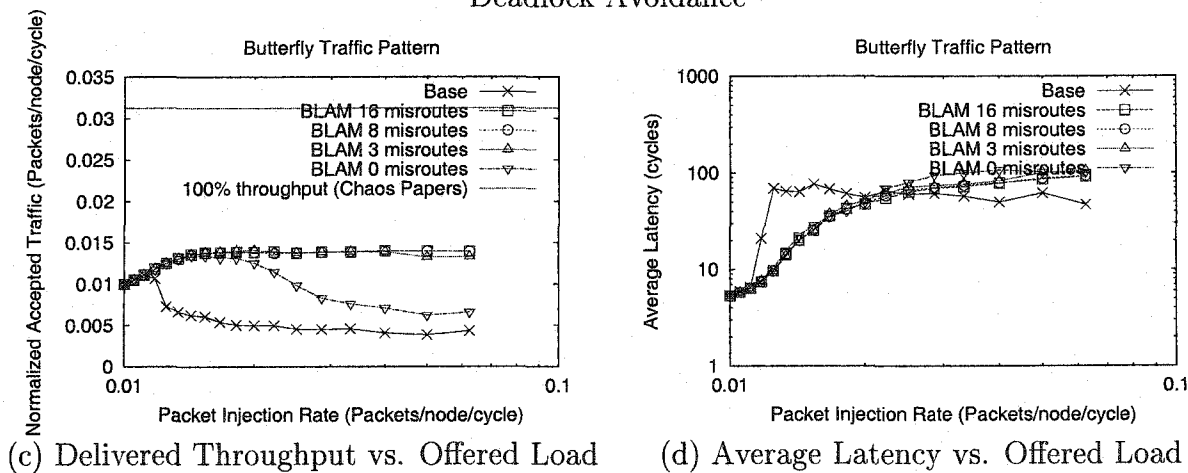 Deadlock Avoidance
Butterfly Traffic Pattern
Normalized Accepted Traffic (Packets/node/cycle)
0.035
0.03
0.025
0.02
0.015
0.01
0.005
0
Base
BLAM 16 misroutes
BLAM 8 misroutes
BLAM 3 misroutes
BLAM 0 misroutes
100% throughput (Chaos Papers)
0.01
0.1
Packet Injection Rate (Packets/node/cycle)
(c) Delivered Throughput vs. Offered Load
Butterfly Traffic Pattern
Average Latency (cycles)
1000
100
10
1
Base
BLAM 16 misroutes
BLAM 8 misroutes
BLAM 3 misroutes
BLAM 0 misroutes
0.01
0.1
Packet Injection Rate (Packets/node/cycle)
(d) Average Latency vs. Offered Load